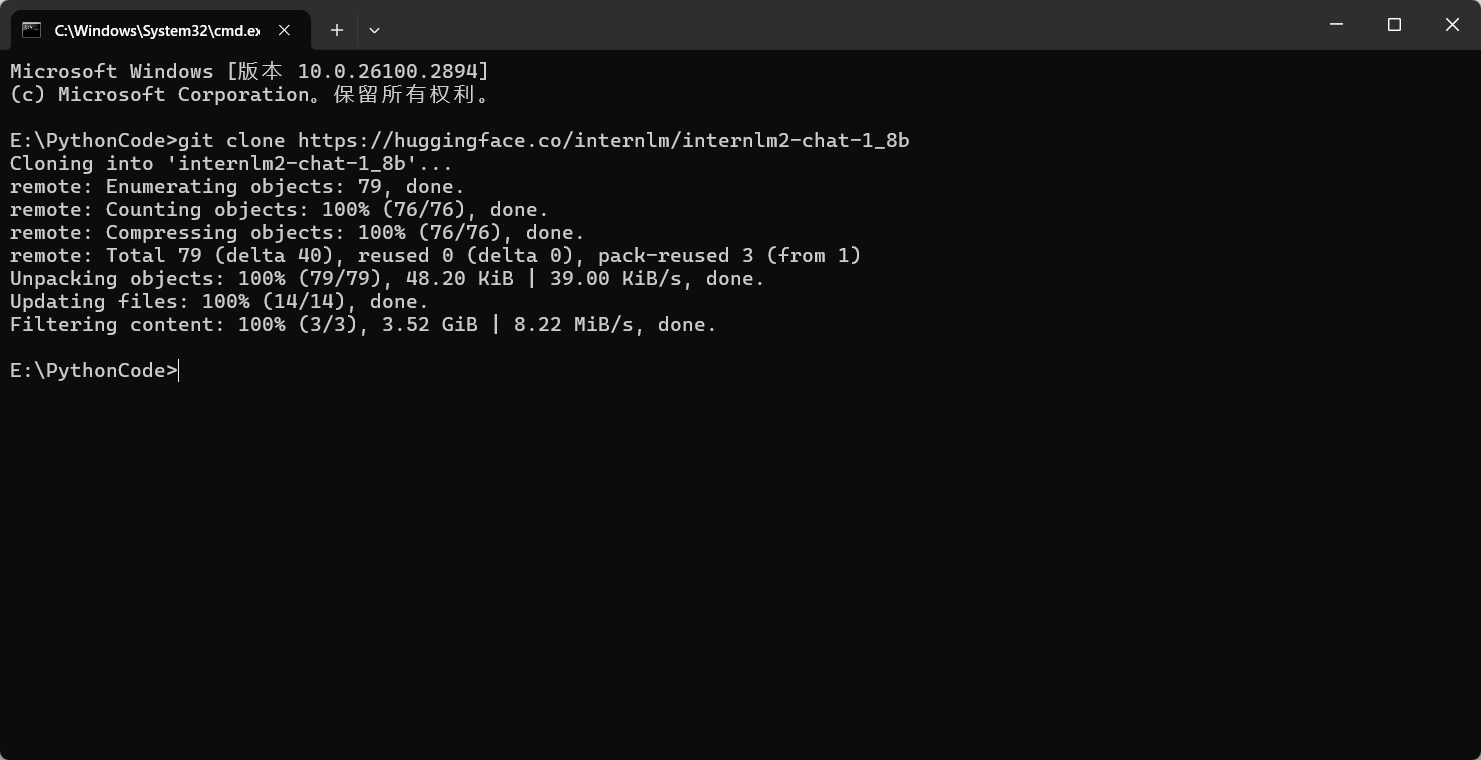 C:\Windows\System32\cmd.ex
Microsoft Windows [版本 10.0.26100.2894]
(c) Microsoft Corporation。保留所有权利。
E:\PythonCode>git clone https://huggingface.co/internlm/internlm2-chat-1_8b
Cloning into 'internlm2-chat-1_8b'...
remote: Enumerating objects: 79, done.
remote: Counting objects: 100% (76/76), done.
remote: Compressing objects: 100% (76/76), done.
remote: Total 79 (delta 40), reused 0 (delta 0), pack-reused 3 (from 1)
Unpacking objects: 100% (79/79), 48.20 KiB | 39.00 KiB/s, done.
Updating files: 100% (14/14), done.
Filtering content: 100% (3/3), 3.52 GiB | 8.22 MiB/s, done.
E:\PythonCode>